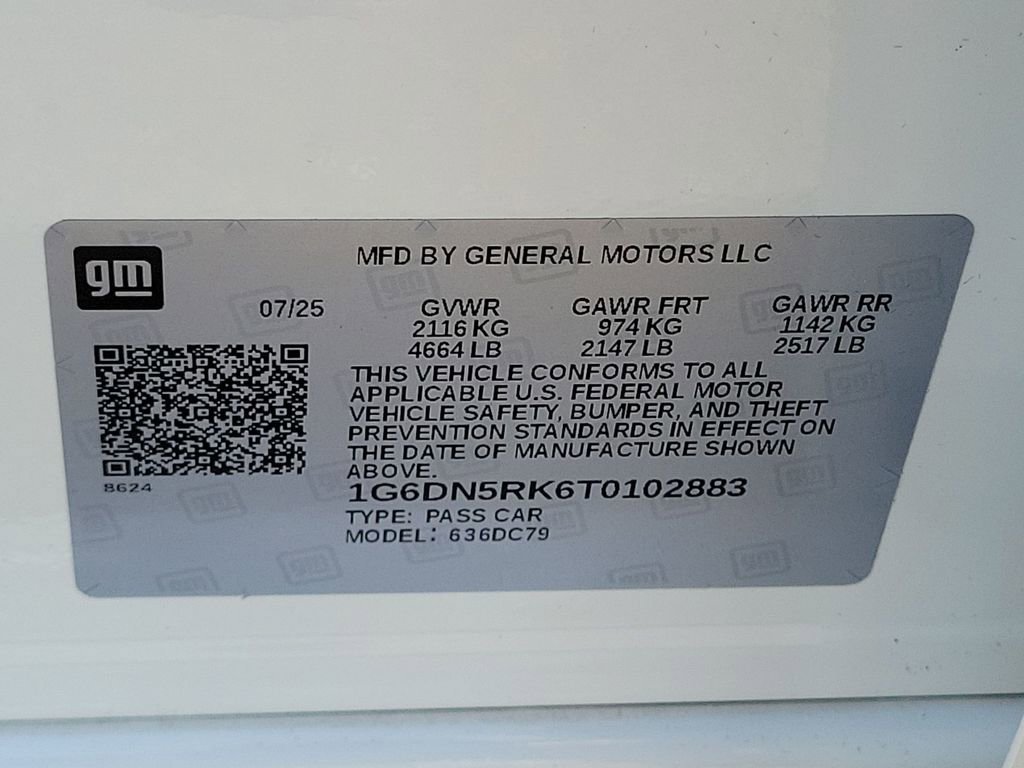 gm
MFD BY GENERAL MOTORS LLC
07/25 GVWR GAWR FRT GAWR RR
2116 KG 974 KG 1142 KG
4664 LB 2147 LB 2517 LB
THIS VEHICLE CONFORMS TO ALL
APPLICABLE U.S. FEDERAL MOTOR
VEHICLE SAFETY, BUMPER, AND THEFT
PREVENTION STANDARDS IN EFFECT ON
THE DATE OF MANUFACTURE SHOWN
ABOVE.
8624
1G6DN5RK6T0102883
TYPE: PASS CAR
MODEL: 636DC79